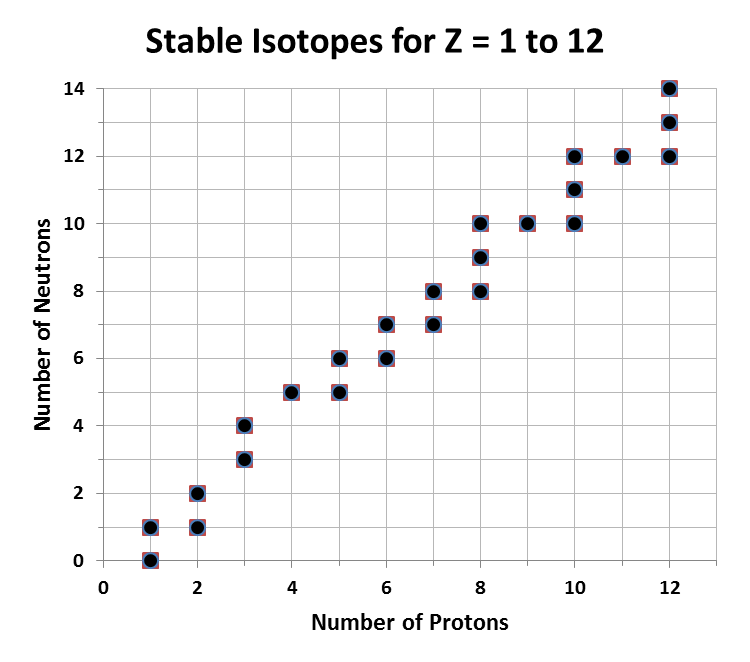 Stable Isotopes for Z = 1 to 12
14
12
10
8
6
4
2
0
Number of Neutrons
0 2 4 6 8 10 12
Number of Protons